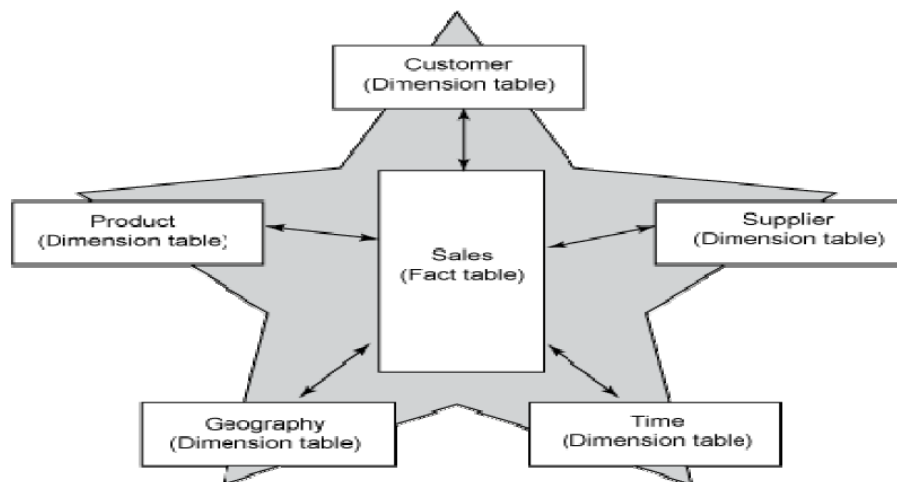 Customer
(Dimension table)
Product
(Dimension table)
Supplier
(Dimension table)
Sales
(Fact table)
Geography
(Dimension table)
Time
(Dimension table)